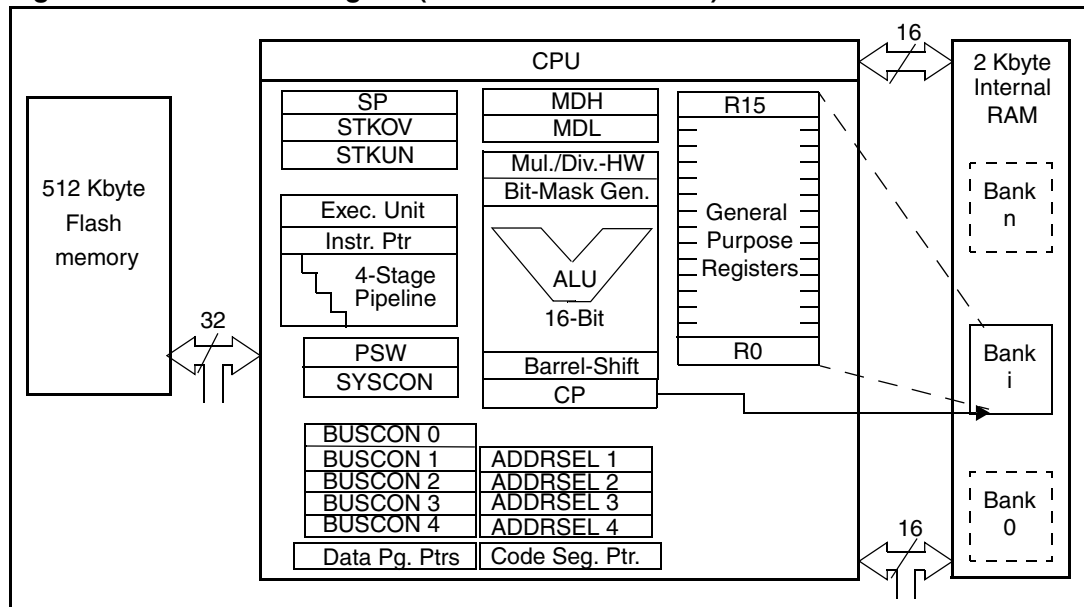 CPU
16
2 Kbyte
Internal
RAM
512 Kbyte
Flash
memory
32
SP
STKOV
STKUN
Exec. Unit
Instr. Ptr
4-Stage
Pipeline
PSW
SYSCON
MDH
MDL
Mul./Div.-HW
Bit-Mask Gen.
ALU
16-Bit
Barrel-Shift
CP
R15
General
Purpose
Registers
R0
Bank
n
Bank
i
Bank
0
BUSCON 0
BUSCON 1
BUSCON 2
BUSCON 3
BUSCON 4
ADDRSEL 1
ADDRSEL 2
ADDRSEL 3
ADDRSEL 4
Data Pg. Ptrs
Code Seg. Ptr.
16
16